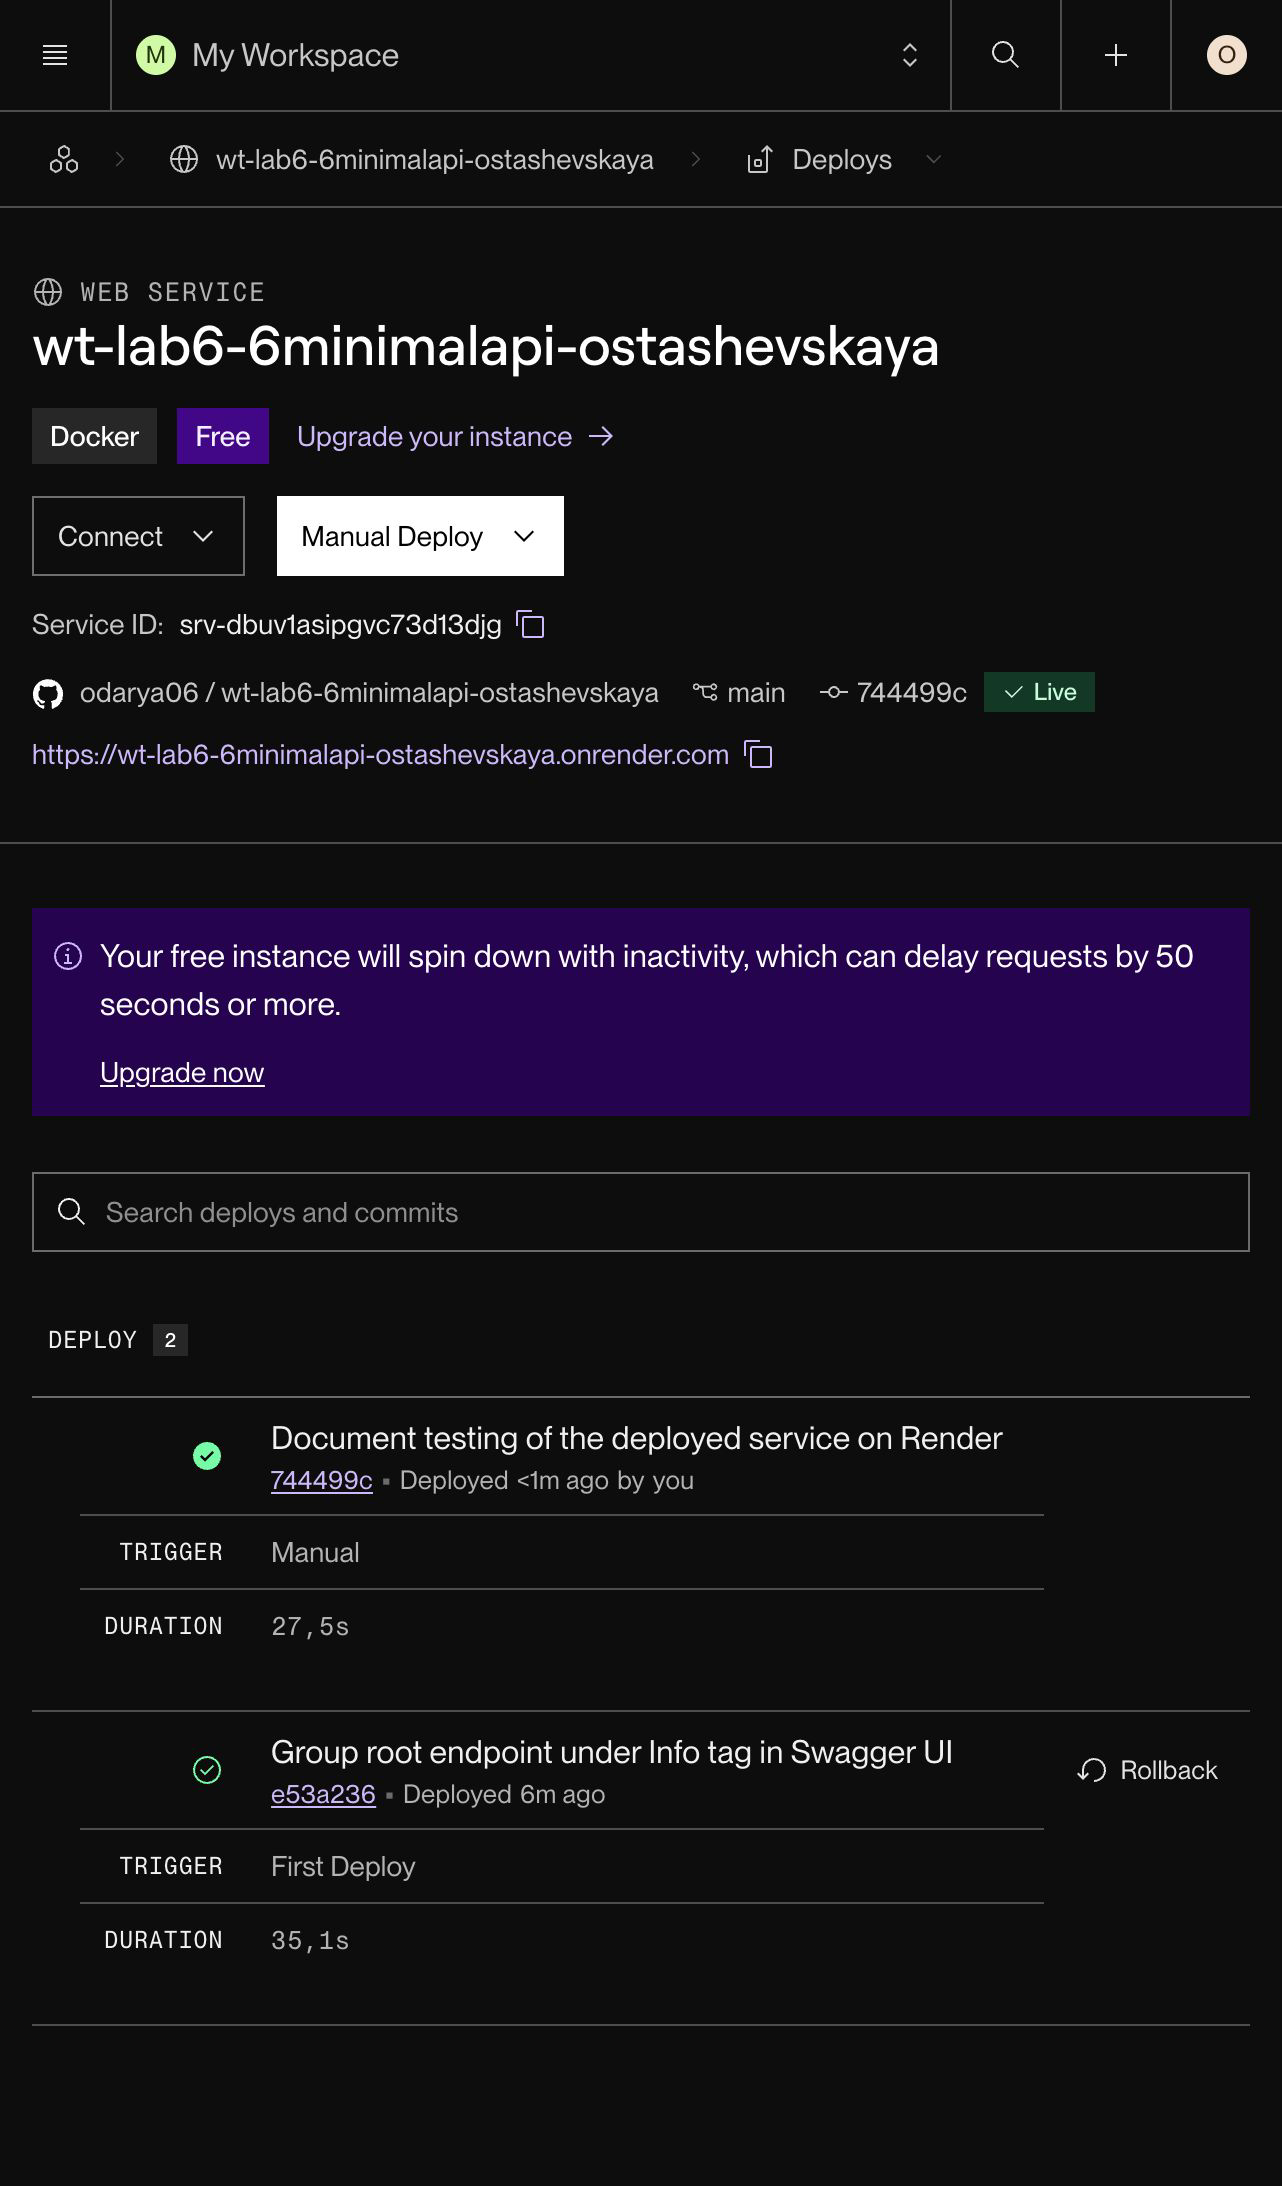 M My Workspace O
wt-lab6-6minimalapi-ostashevskaya Deploys
WEB SERVICE
wt-lab6-6minimalapi-ostashevskaya
Docker Free Upgrade your instance →
Connect Manual Deploy
Service ID: srv-dbuv1asipgvc73d13djg
odarya06 / wt-lab6-6minimalapi-ostashevskaya main 744499c Live
https://wt-lab6-6minimalapi-ostashevskaya.onrender.com
Your free instance will spin down with inactivity, which can delay requests by 50
seconds or more.
Upgrade now
Search deploys and commits
DEPLOY 2
Document testing of the deployed service on Render
744499c ▪ Deployed <1m ago by you
TRIGGER Manual
DURATION 27,5s
Group root endpoint under Info tag in Swagger UI
e53a236 ▪ Deployed 6m ago
Rollback
TRIGGER First Deploy
DURATION 35,1s